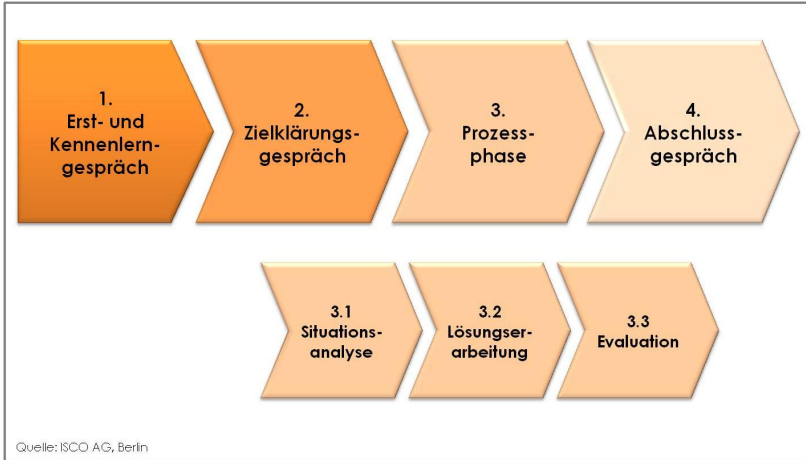 1.
Erst- und
Kennenlern-
gespräch
2.
Zielklärungs-
gespräch
3.
Prozess-
phase
4.
Abschluss-
gespräch
3.1
Situations-
analyse
3.2
Lösungser-
arbeitung
3.3
Evaluation
Quelle: ISCO AG, Berlin